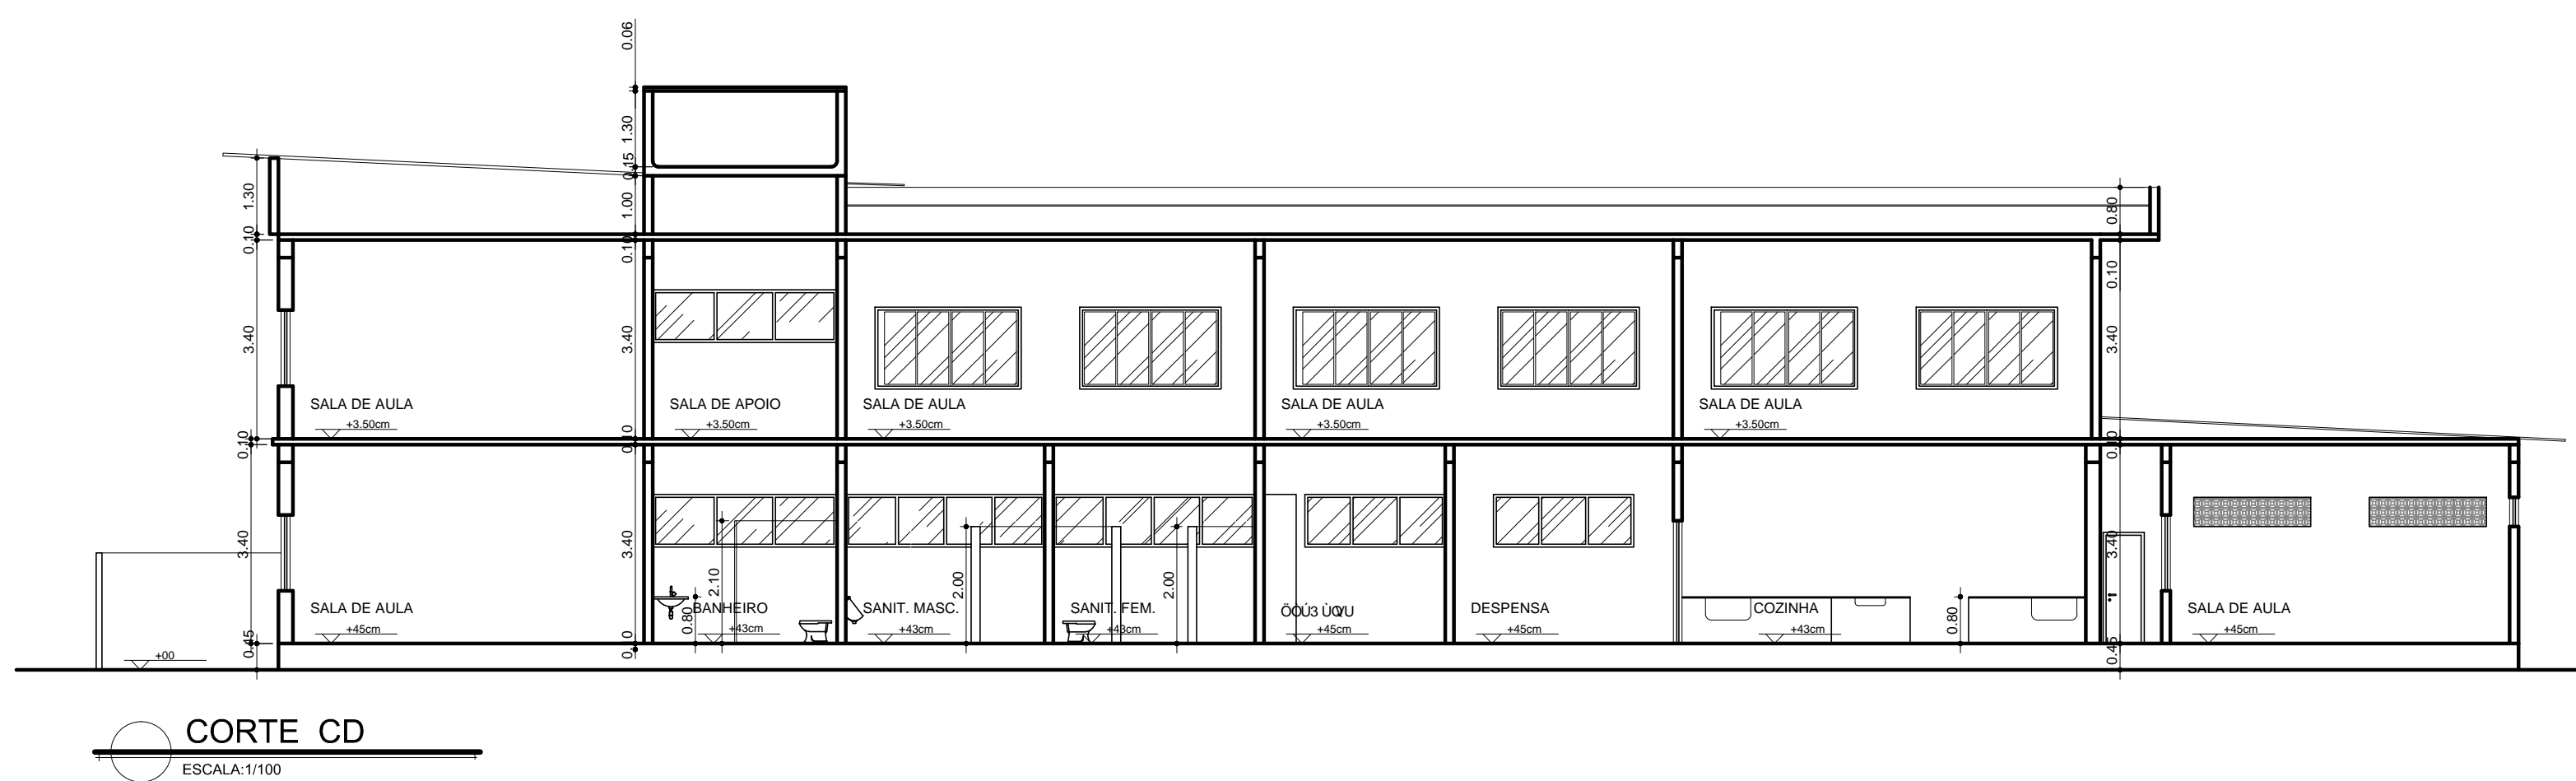 0.06
1.30
0.15
1.00
0.10
3.40
0.10
3.40
1.30
0.10
3.40
0.10
3.40
0.45
0.80
0.10
3.40
0.10
3.40
0.45
SALA DE AULA
+3.50cm
SALA DE APOIO
+3.50cm
SALA DE AULA
+3.50cm
SALA DE AULA
+3.50cm
SALA DE AULA
+3.50cm
SALA DE AULA
+45cm
0.80
2.10
BANHEIRO
+43cm
SANIT. MASC.
+43cm
2.00
SANIT. FEM.
+43cm
2.00
+45cm
DESPENSA
+45cm
COZINHA
+43cm
0.80
SALA DE AULA
+45cm
+00
CORTE CD
ESCALA:1/100